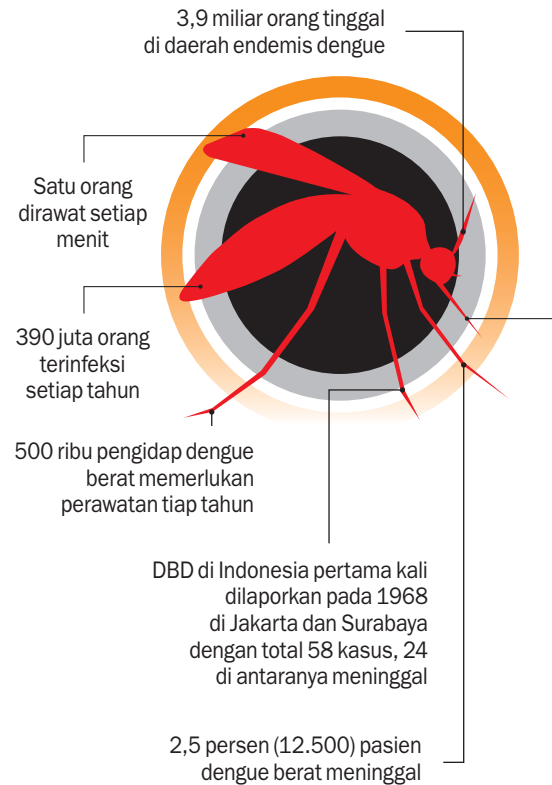 3,9 miliar orang tinggal
di daerah endemis dengue
Satu orang
dirawat setiap
menit
390 juta orang
terinfeksi
setiap tahun
500 ribu pengidap dengue
berat memerlukan
perawatan tiap tahun
DBD di Indonesia pertama kali
dilaporkan pada 1968
di Jakarta dan Surabaya
dengan total 58 kasus, 24
di antaranya meninggal
2,5 persen (12.500) pasien
dengue berat meninggal